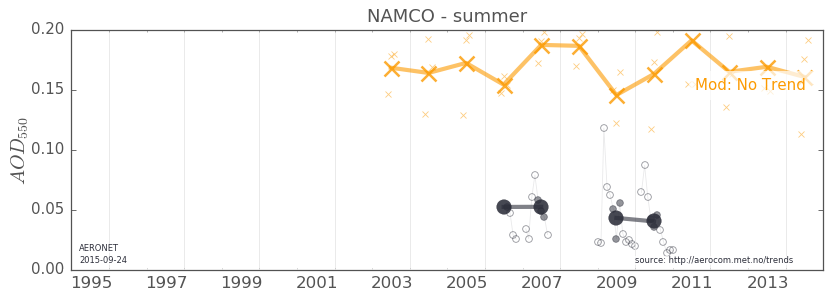 NAMCO - summer
0.20
0.15
0.10
0.05
0.00
AOD550
Mod: No Trend
AERONET
2015-09-24
source: http://aerocom.met.no/trends
1995 1997 1999 2001 2003 2005 2007 2009 2011 2013